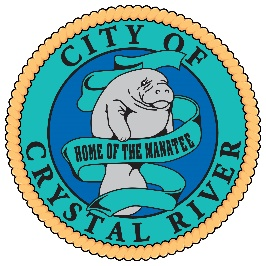 CITY OF
CRYSTAL RIVER
HOME OF THE MANATEE